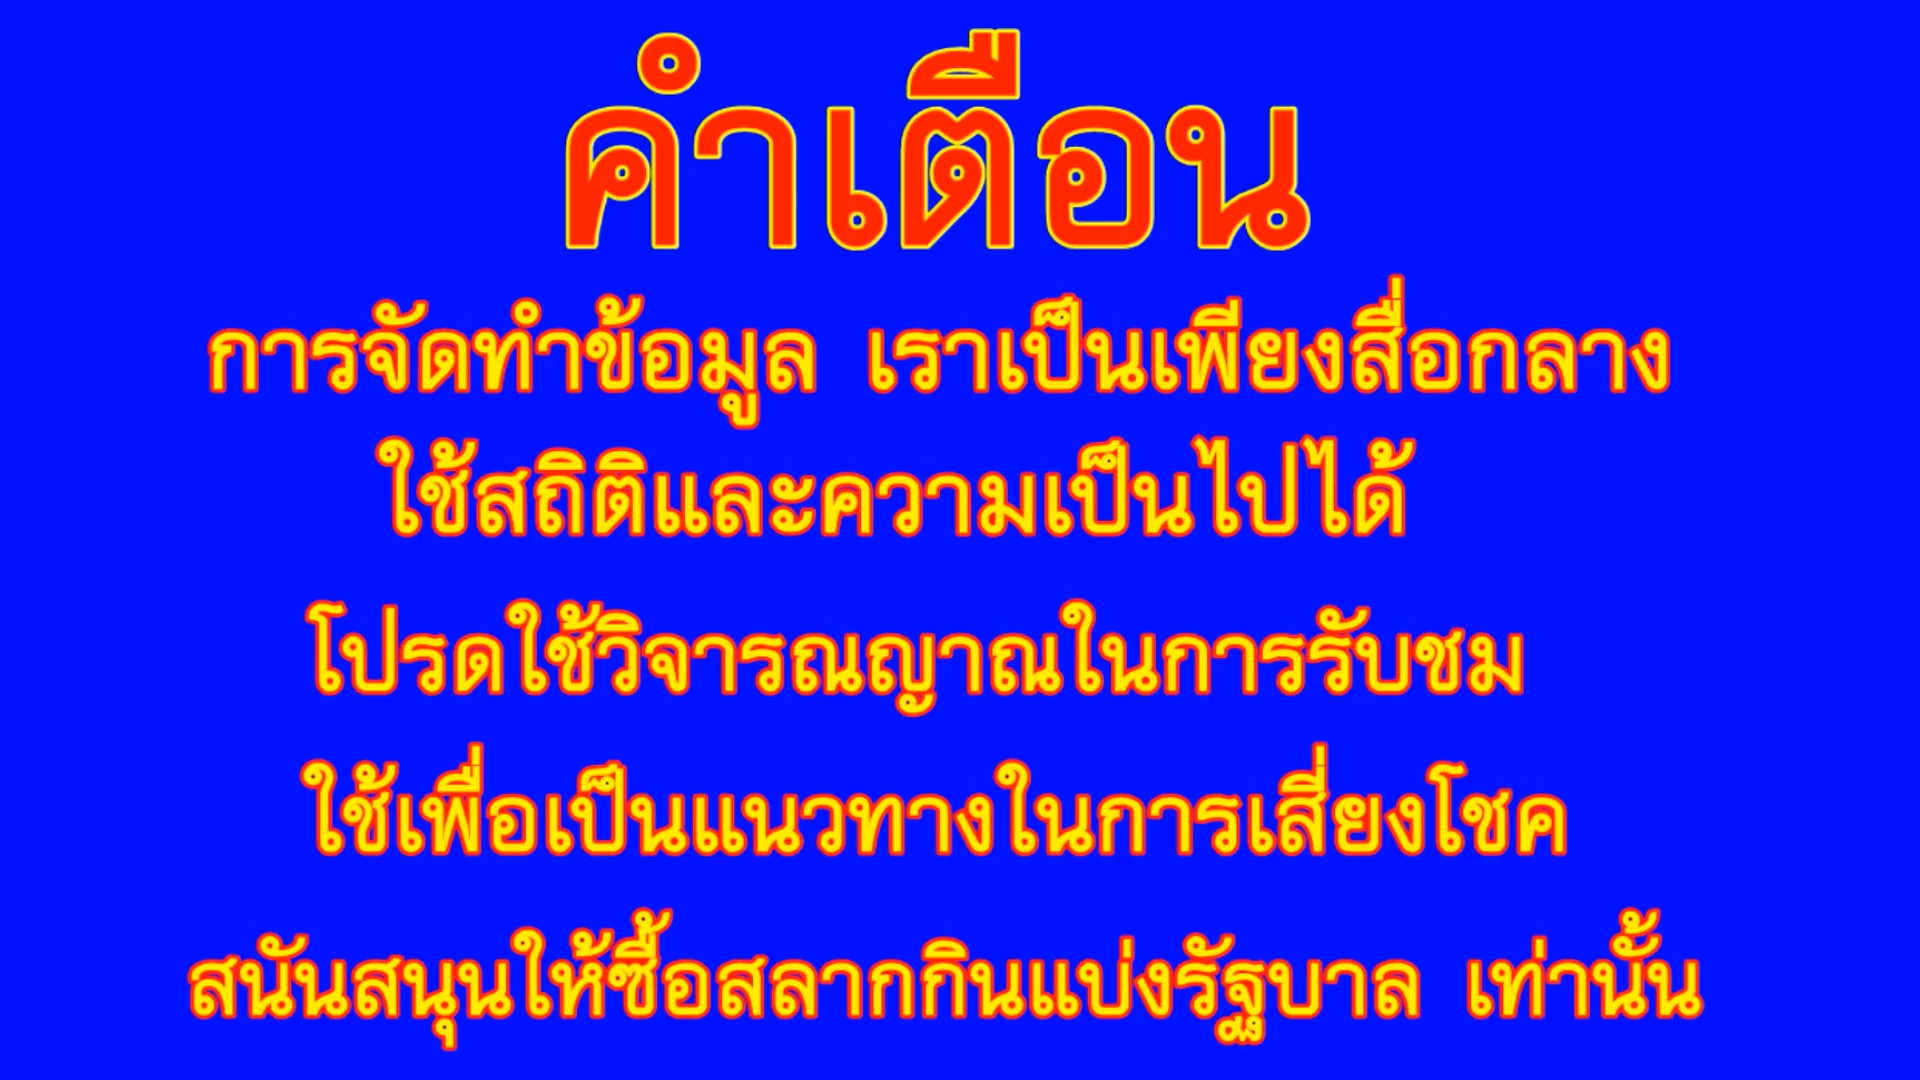 คำเตือน
การจัดทำข้อมูล เราเป็นเพียงสื่อกลาง
ใช้สถิติและความเป็นไปได้
โปรดใช้วิจารณญาณในการรับชม
ใช้เพื่อเป็นแนวทางในการเสี่ยงโชค
สนันสนุนให้ซื้อสลากกินแบ่งรัฐบาล เท่านั้น